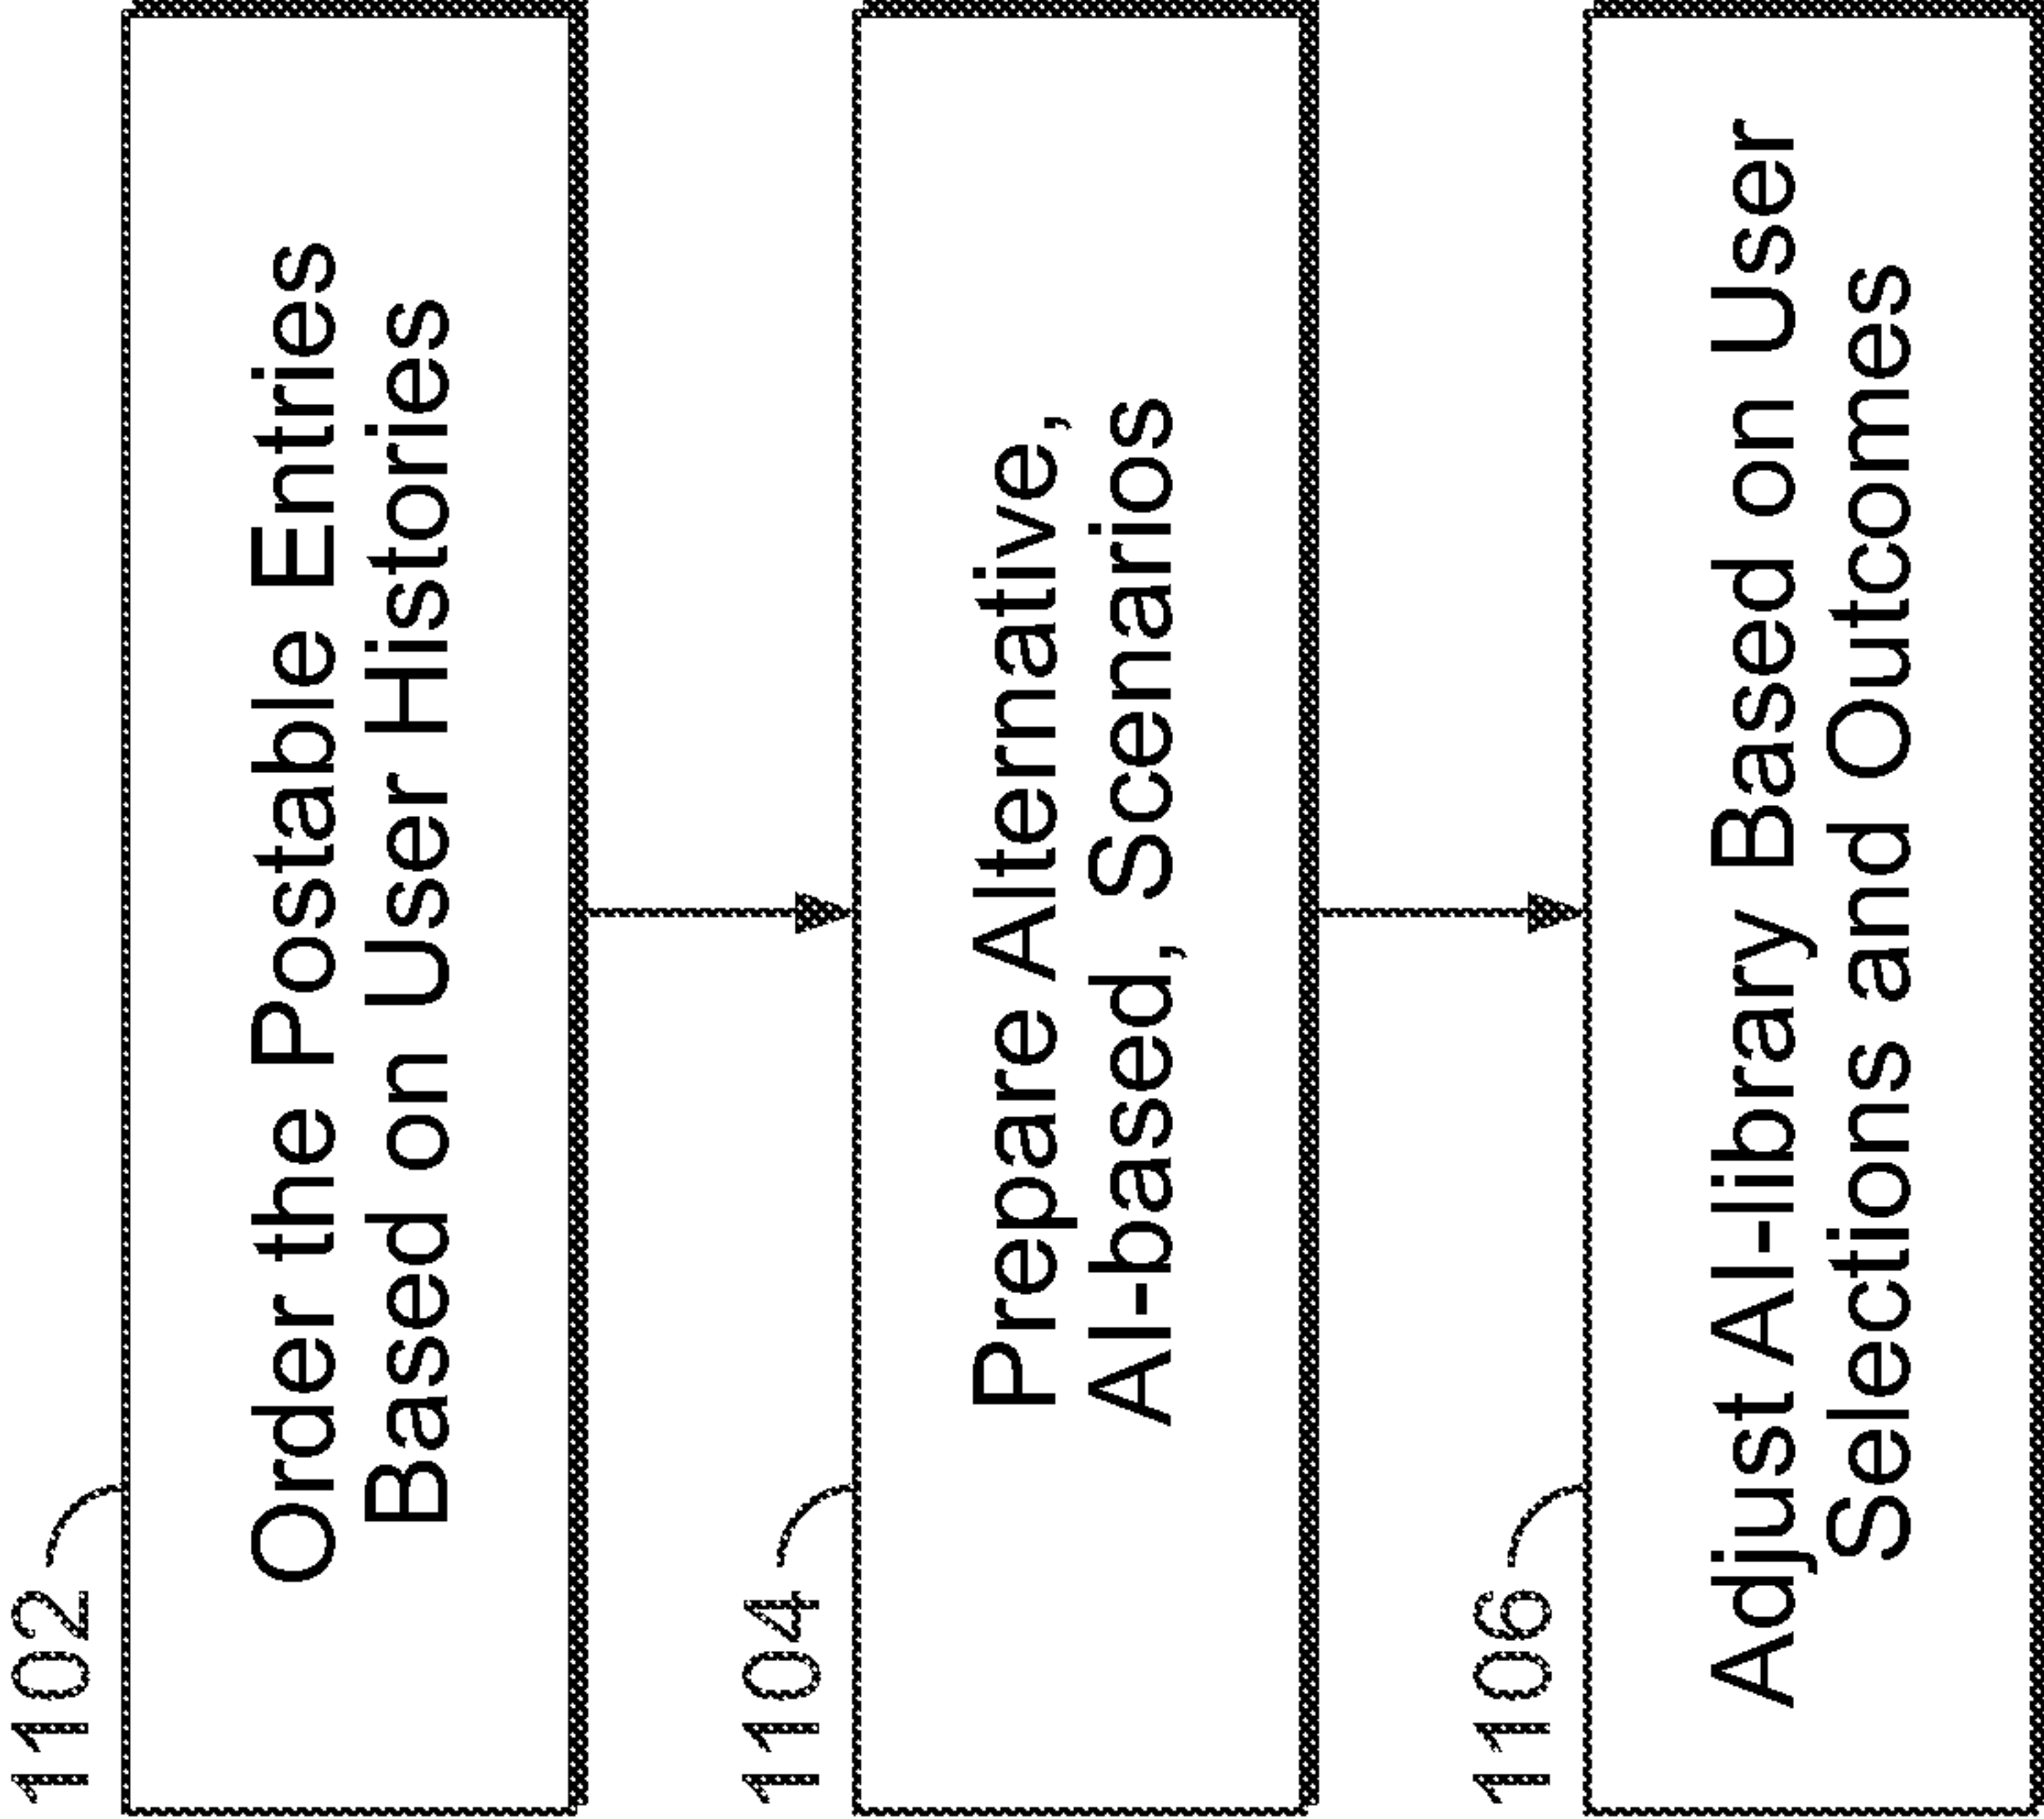 1102
Order the Postable Entries
Based on User Histories
1104
Prepare Alternative,
AI-based, Scenarios
1106
Adjust AI-library Based on User
Selections and Outcomes